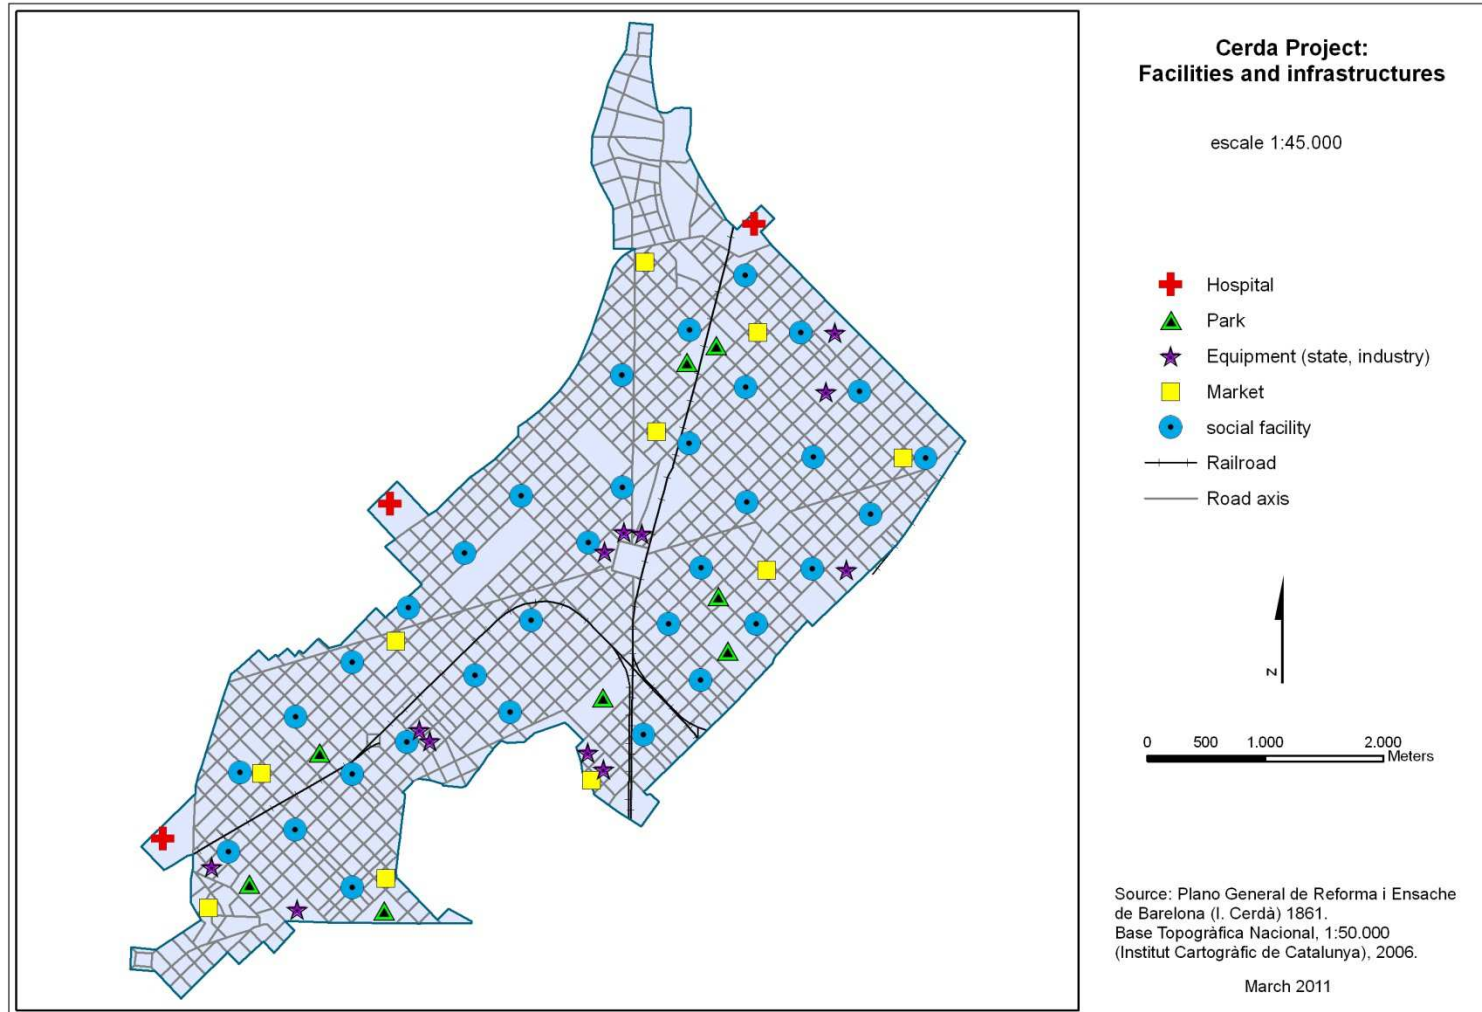 Cerda Project:
Facilities and infrastructures
escale 1:45.000
Hospital
Park
Equipment (state, industry)
Market
social facility
Railroad
Road axis
N
0 500 1.000 2.000
Meters
Source: Plano General de Reforma i Ensache
de Barelona (I. Cerdà) 1861.
Base Topogràfica Nacional, 1:50.000
(Institut Cartogràfic de Catalunya), 2006.
March 2011